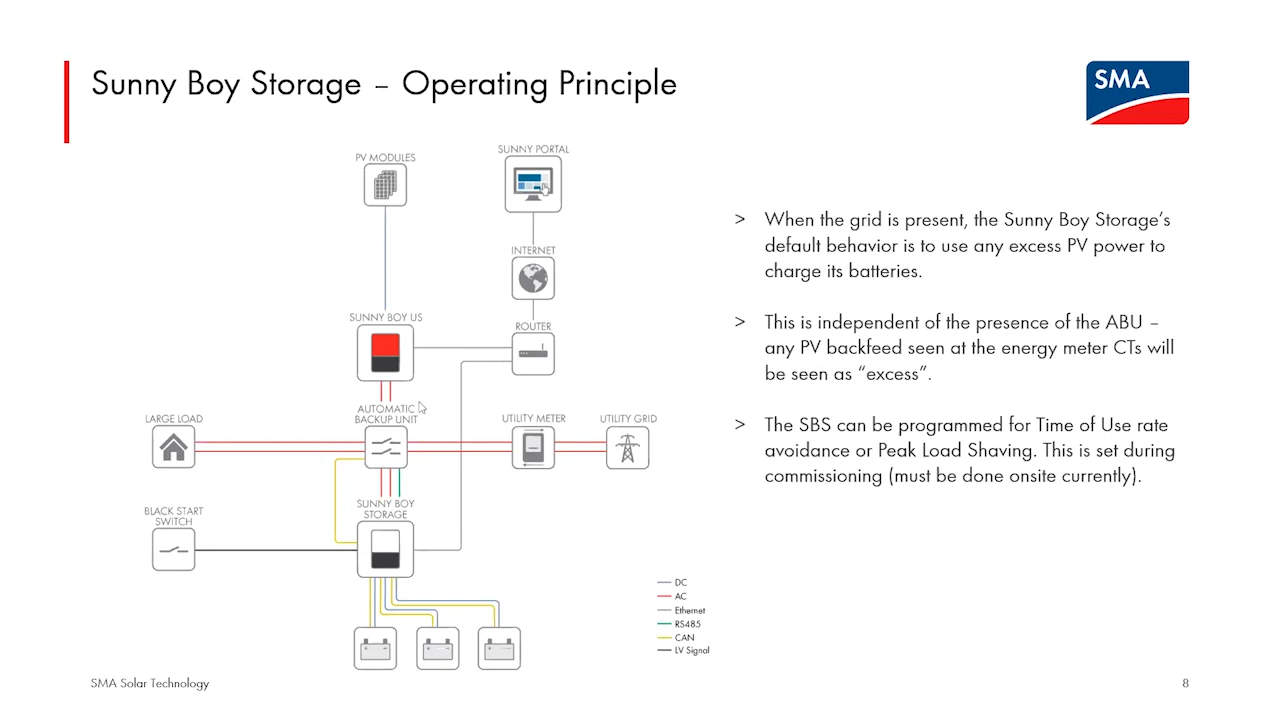 Sunny Boy Storage – Operating Principle
SMA
PV MODULES
SUNNY PORTAL
INTERNET
SUNNY BOY US
ROUTER
AUTOMATIC
BACKUP UNIT
LARGE LOAD
UTILITY METER
UTILITY GRID
SUNNY BOY
STORAGE
BLACK START
SWITCH
DC
AC
Ethernet
RS485
CAN
LV Signal
> When the grid is present, the Sunny Boy Storage’s
default behavior is to use any excess PV power to
charge its batteries.
> This is independent of the presence of the ABU –
any PV backfeed seen at the energy meter CTs will
be seen as “excess”.
> The SBS can be programmed for Time of Use rate
avoidance or Peak Load Shaving. This is set during
commissioning (must be done onsite currently).
SMA Solar Technology
8